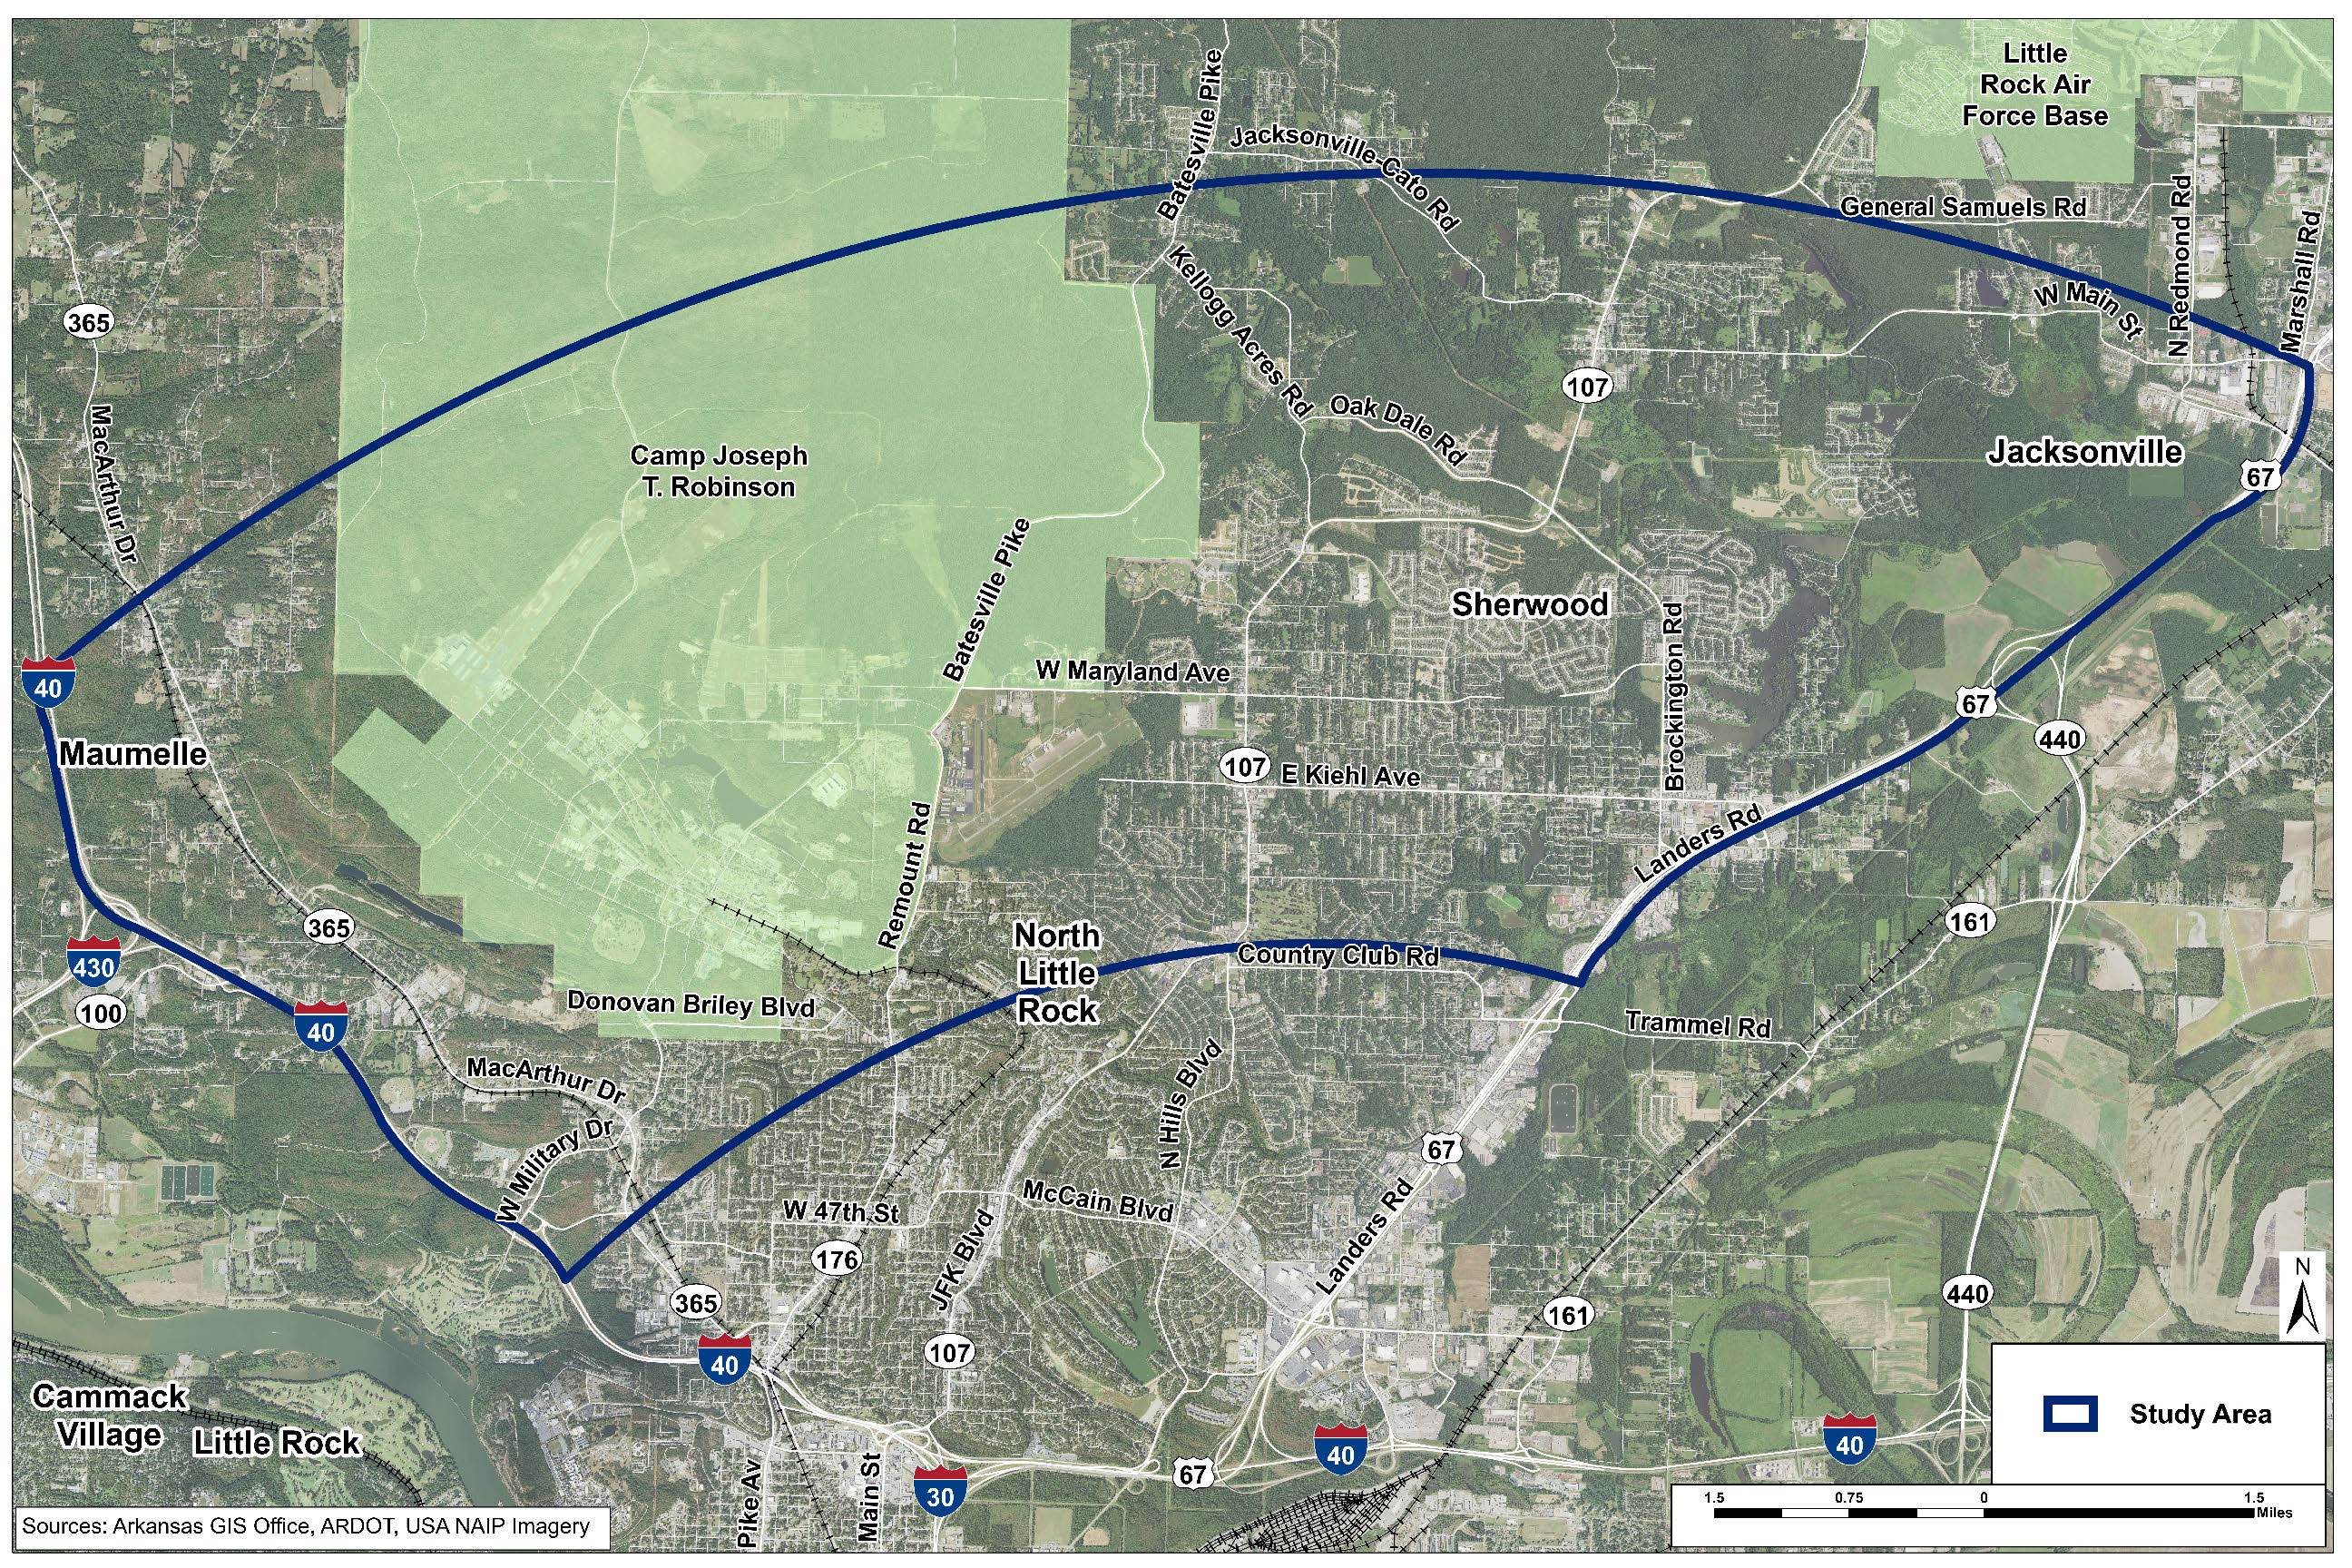 Little
Rock Air
Force Base
Batesville Pike
Jacksonville-Cato Rd
General Samuels Rd
N Redmond Rd
Marshall Rd
Kellogg Acres Rd
W Main St
365
107
MacArthur Dr
Oak Dale Rd
Camp Joseph
T. Robinson
Jacksonville
67
Batesville Pike
Sherwood
Brockington Rd
W Maryland Ave
40
67
440
Maumelle
107
E Kiehl Ave
Remount Rd
Landers Rd
365
161
430
North
Little
Rock
Country Club Rd
100
40
Donovan Briley Blvd
Trammel Rd
MacArthur Dr
W Military Dr
N Hills Blvd
67
W 47th St
McCain Blvd
Landers Rd
176
JFK Blvd
365
161
440
N
40
107
Cammack
Village
Little Rock
Study Area
40
40
67
30
Pike Av
Main St
1.5
0.75
0
1.5
Miles
Sources: Arkansas GIS Office, ARDOT, USA NAIP Imagery